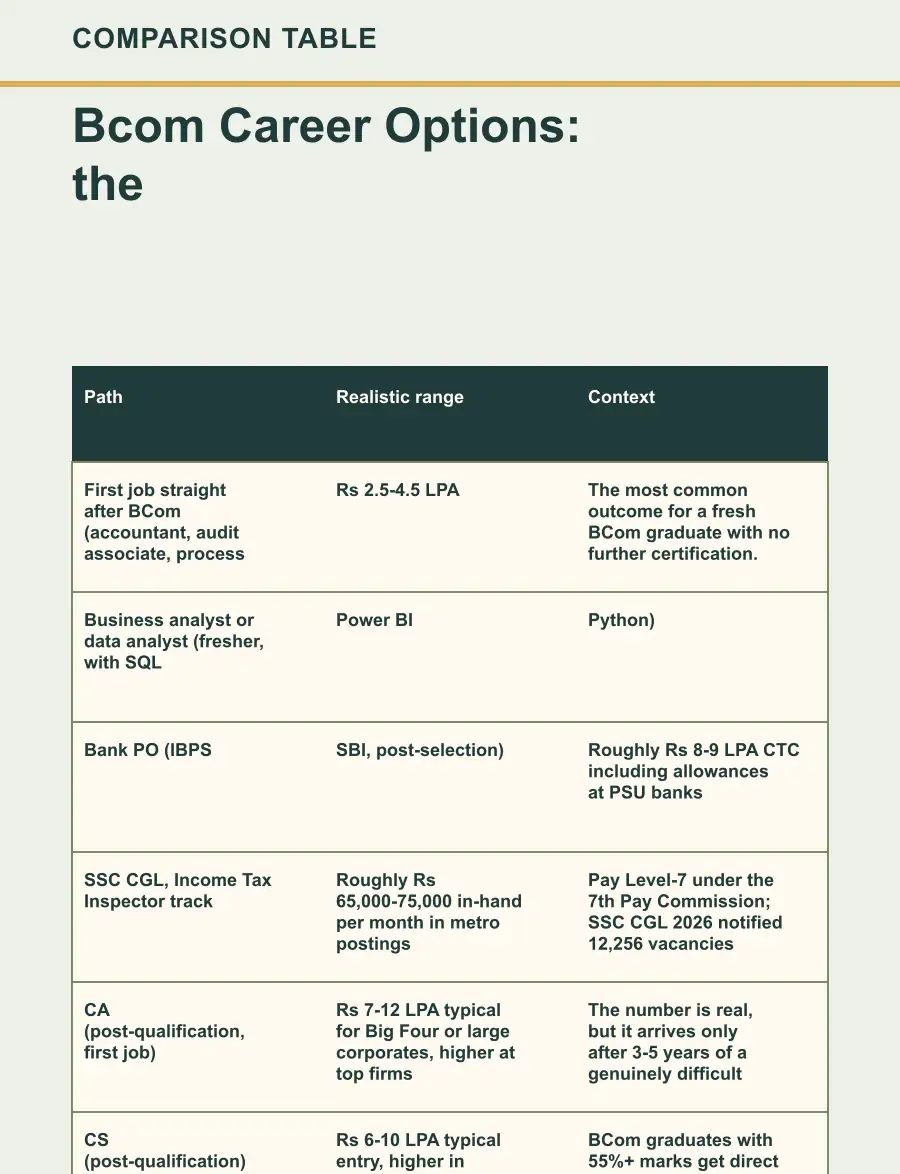 COMPARISON TABLE
Bcom Career Options:
the
Path
Realistic range
Context
First job straight
after BCom
(accountant, audit
associate, process
Rs 2.5-4.5 LPA
The most common
outcome for a fresh
BCom graduate with no
further certification.
Business analyst or
data analyst (fresher,
with SQL
Power BI
Python)
Bank PO (IBPS
SBI, post-selection)
Roughly Rs 8-9 LPA CTC
including allowances
at PSU banks
SSC CGL, Income Tax
Inspector track
Roughly Rs
65,000-75,000 in-hand
per month in metro
postings
Pay Level-7 under the
7th Pay Commission;
SSC CGL 2026 notified
12,256 vacancies
CA
(post-qualification,
first job)
Rs 7-12 LPA typical
for Big Four or large
corporates, higher at
top firms
The number is real,
but it arrives only
after 3-5 years of a
genuinely difficult
CS
(post-qualification)
Rs 6-10 LPA typical
entry, higher in
BCom graduates with
55%+ marks get direct